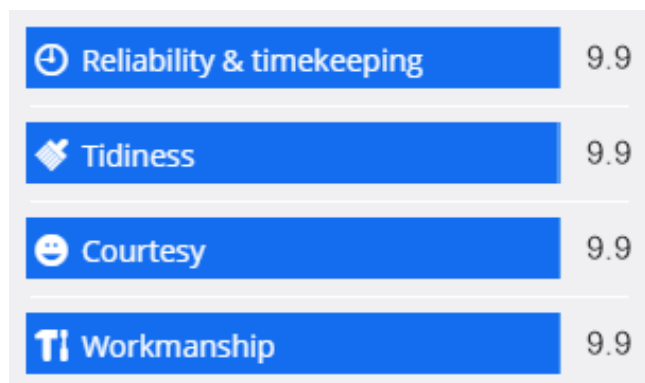 Reliability & timekeeping 9.9
Tidiness 9.9
Courtesy 9.9
Workmanship 9.9